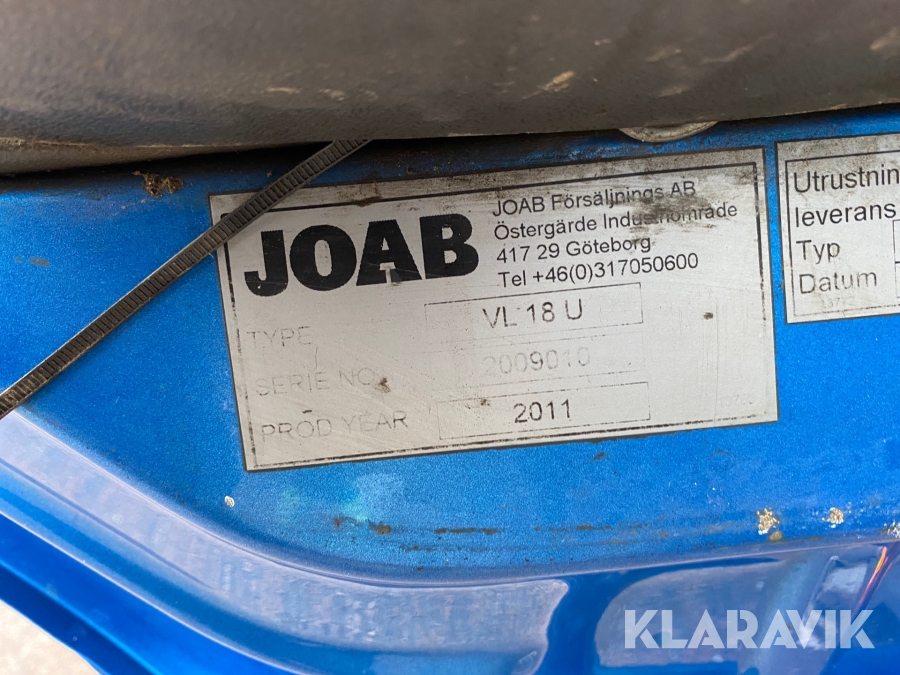 JOAB
JOAB Försäljnings AB
Östergärde Industriområde
417 29 Göteborg
Tel +46(0)317050600
TYPE VL 18 U
SERIE NO. 2009010
PROD YEAR 2011
Utrustnin
leverans
Typ
Datum
KLARAVIK